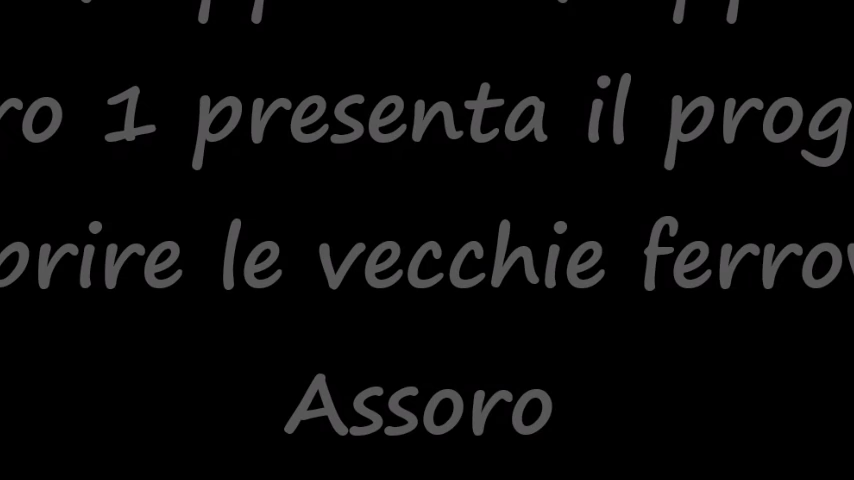 ro 1 presenta il prog
prire le vecchie ferrov
Assoro